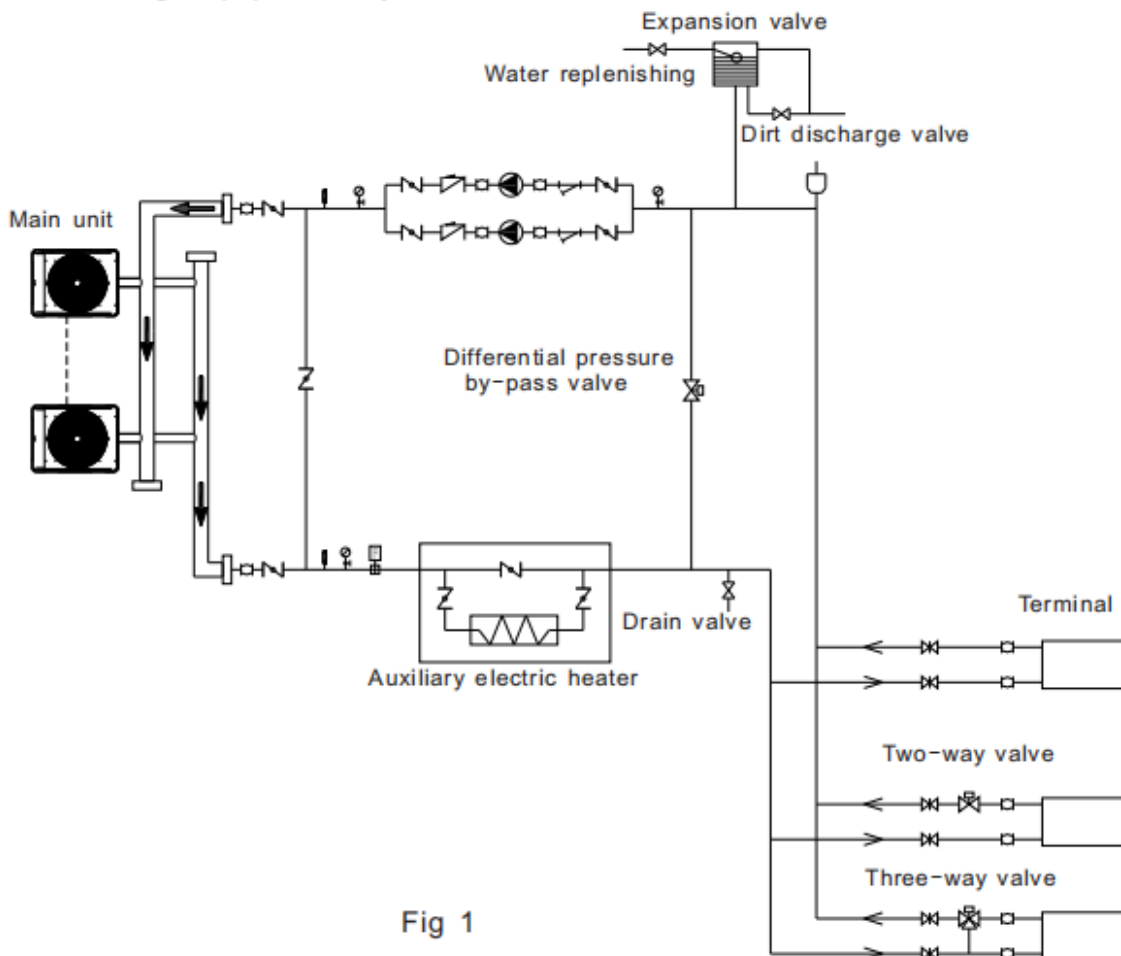 Expansion valve
Water replenishing
Dirt discharge valve
Main unit
Differential pressure
by-pass valve
Drain valve
Terminal
Auxiliary electric heater
Two-way valve
Three-way valve
Fig 1